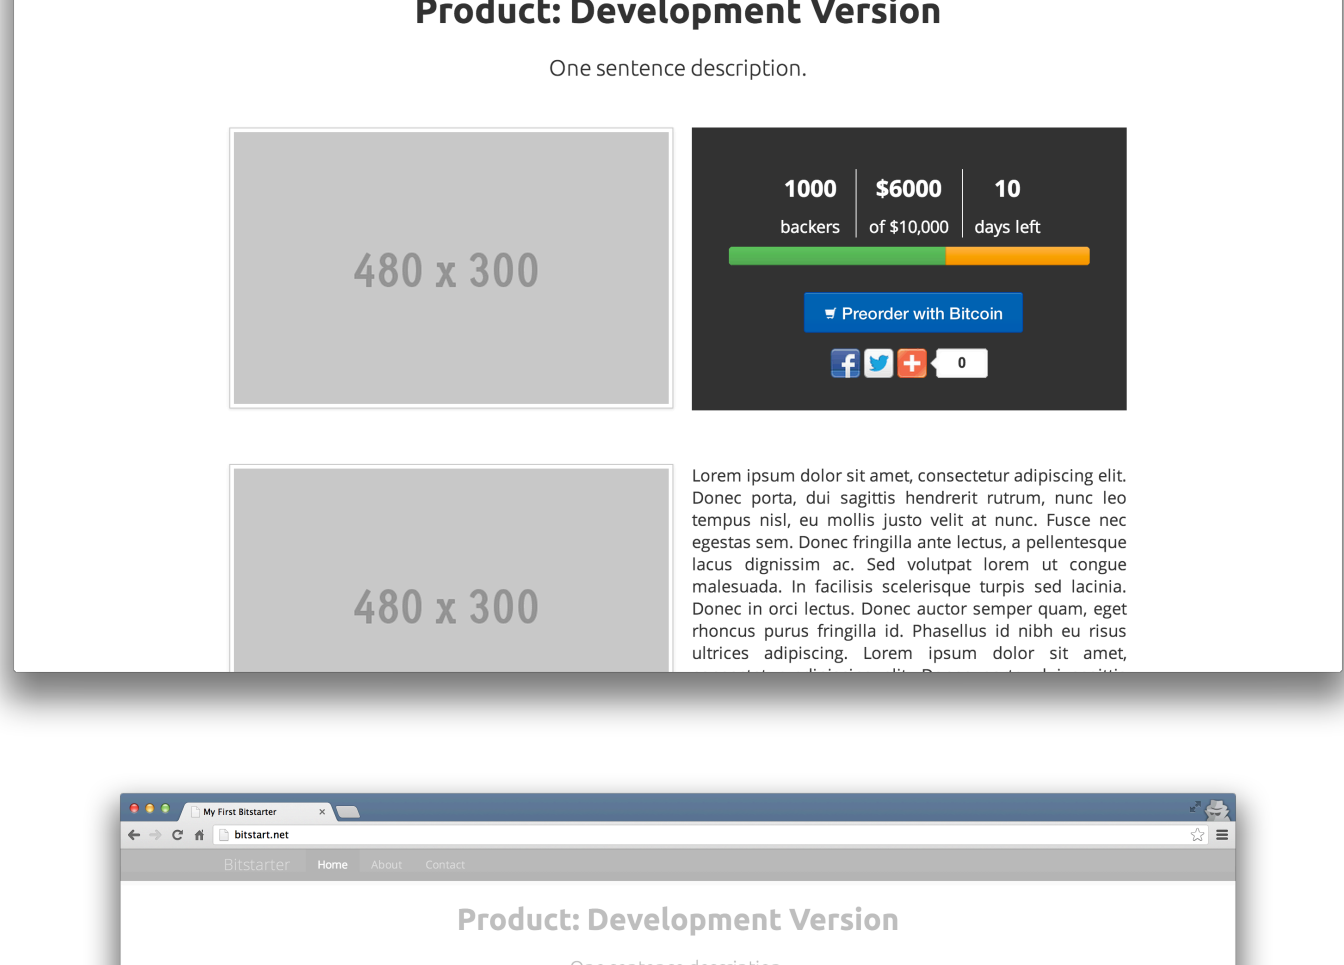 Product: Development Version
One sentence description.
480 x 300
1000
$6000
10
backers
of $10,000
days left
Preorder with Bitcoin
0
480 x 300
Lorem ipsum dolor sit amet, consectetur adipiscing elit.
Donec porta, dui sagittis hendrerit rutrum, nunc leo
tempus nisl, eu mollis justo velit at nunc. Fusce nec
egestas sem. Donec fringilla ante lectus, a pellentesque
lacus dignissim ac. Sed volutpat lorem ut congue
malesuada. In facilisis scelerisque turpis sed lacinia.
Donec in orci lectus. Donec auctor semper quam, eget
rhoncus purus fringilla id. Phasellus id nibh eu risus
ultrices adipiscing. Lorem ipsum dolor sit amet,
My First Bitstarter
bitstart.net
Bitstarter
Home
About
Contact
Product: Development Version
One sentence description.